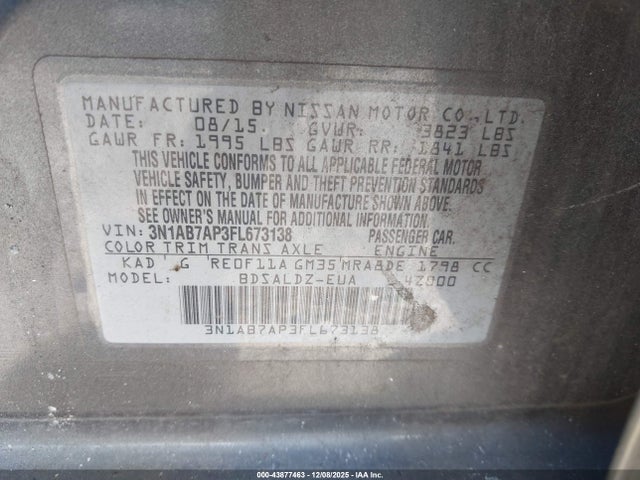 MANUFACTURED BY NISSAN MOTOR CO., LTD.
DATE: 08/15. GVWR: 3823 LBS
GAWR FR: 1995 LBS GAWR RR: 1841 LBS
THIS VEHICLE CONFORMS TO ALL APPLICABLE FEDERAL MOTOR
VEHICLE SAFETY, BUMPER AND THEFT PREVENTION STANDARDS
IN EFFECT ON THE DATE OF MANUFACTURE SHOWN ABOVE.
SEE OWNER'S MANUAL FOR ADDITIONAL INFORMATION
VIN: 3N1AB7AP3FL673138 PASSENGER CAR.
COLOR TRIM TRANS AXLE ENGINE
KAD G RE0F11A GM35 MRA8DE 1798 CC
MODEL: BDSALDZ-EUA 42000
3N1AB7AP3FL673138
000-43877463 | 12/08/2025 - IAA Inc.